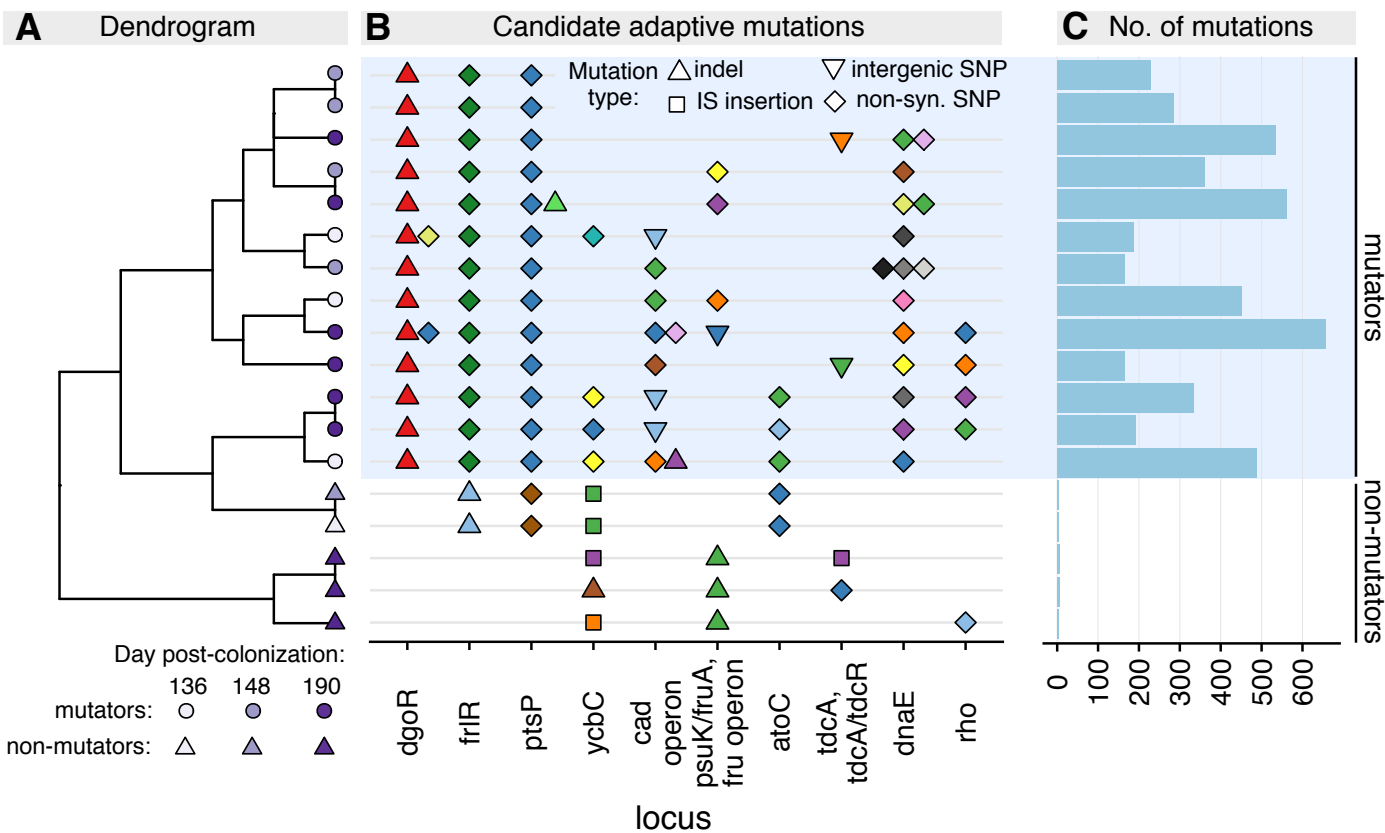 A Dendrogram
B Candidate adaptive mutations
C No. of mutations
Mutation type:
indel
intergenic SNP
IS insertion
non-syn. SNP
mutators
non-mutators
Day post-colonization:
136 148 190
mutators:
non-mutators:
dgoR
frlR
ptsP
ycbC
cad
operon
psuK/fruA,
fru operon
atoC
tdcA,
tdcA/tdcR
dnaE
rho
locus
0
100
200
300
400
500
600